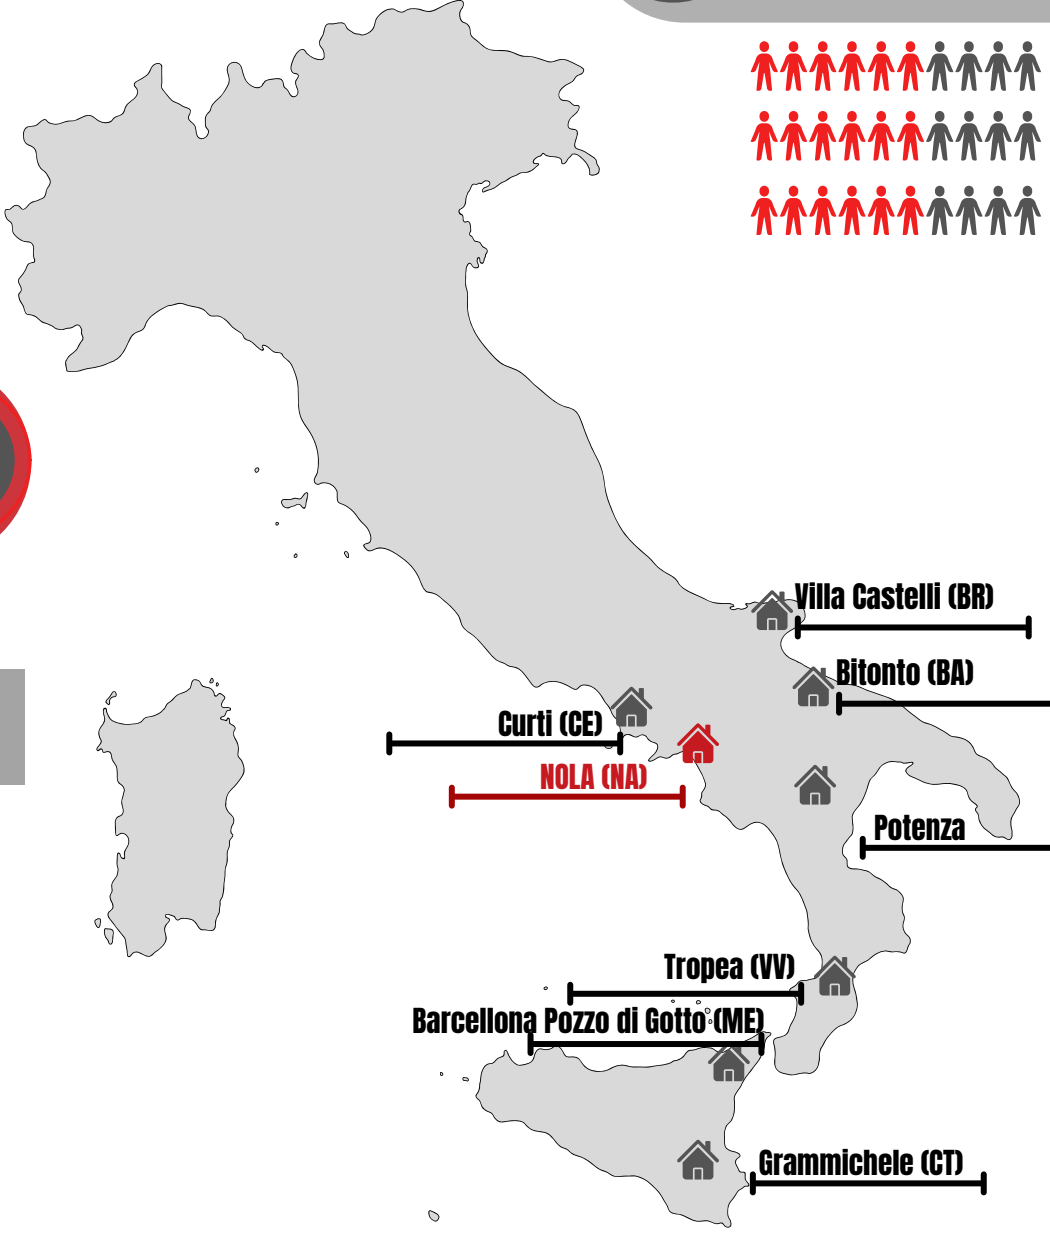 Villa Castelli (BR)
Bitonto (BA)
Curti (CE)
NOLA (NA)
Potenza
Tropea (VV)
Barcellona Pozzo di Gotto (ME)
Grammichele (CT)